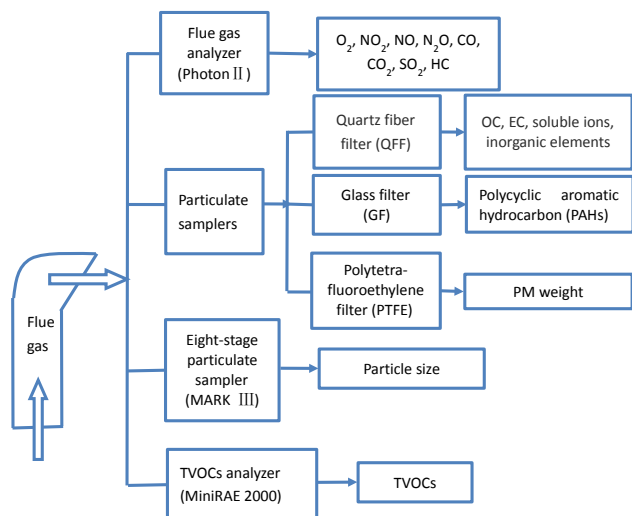 Flue gas
analyzer
(Photon Ⅱ)
O₂, NO₂, NO, N₂O, CO,
CO₂, SO₂, HC
Quartz fiber
filter (QFF)
OC, EC, soluble ions,
inorganic elements
Particulate
samplers
Glass filter
(GF)
Polycyclic aromatic
hydrocarbon (PAHs)
Polytetra-
fluoroethylene
filter (PTFE)
PM weight
Flue
gas
Eight-stage
particulate
sampler
(MARK Ⅲ)
Particle size
TVOCs analyzer
(MiniRAE 2000)
TVOCs